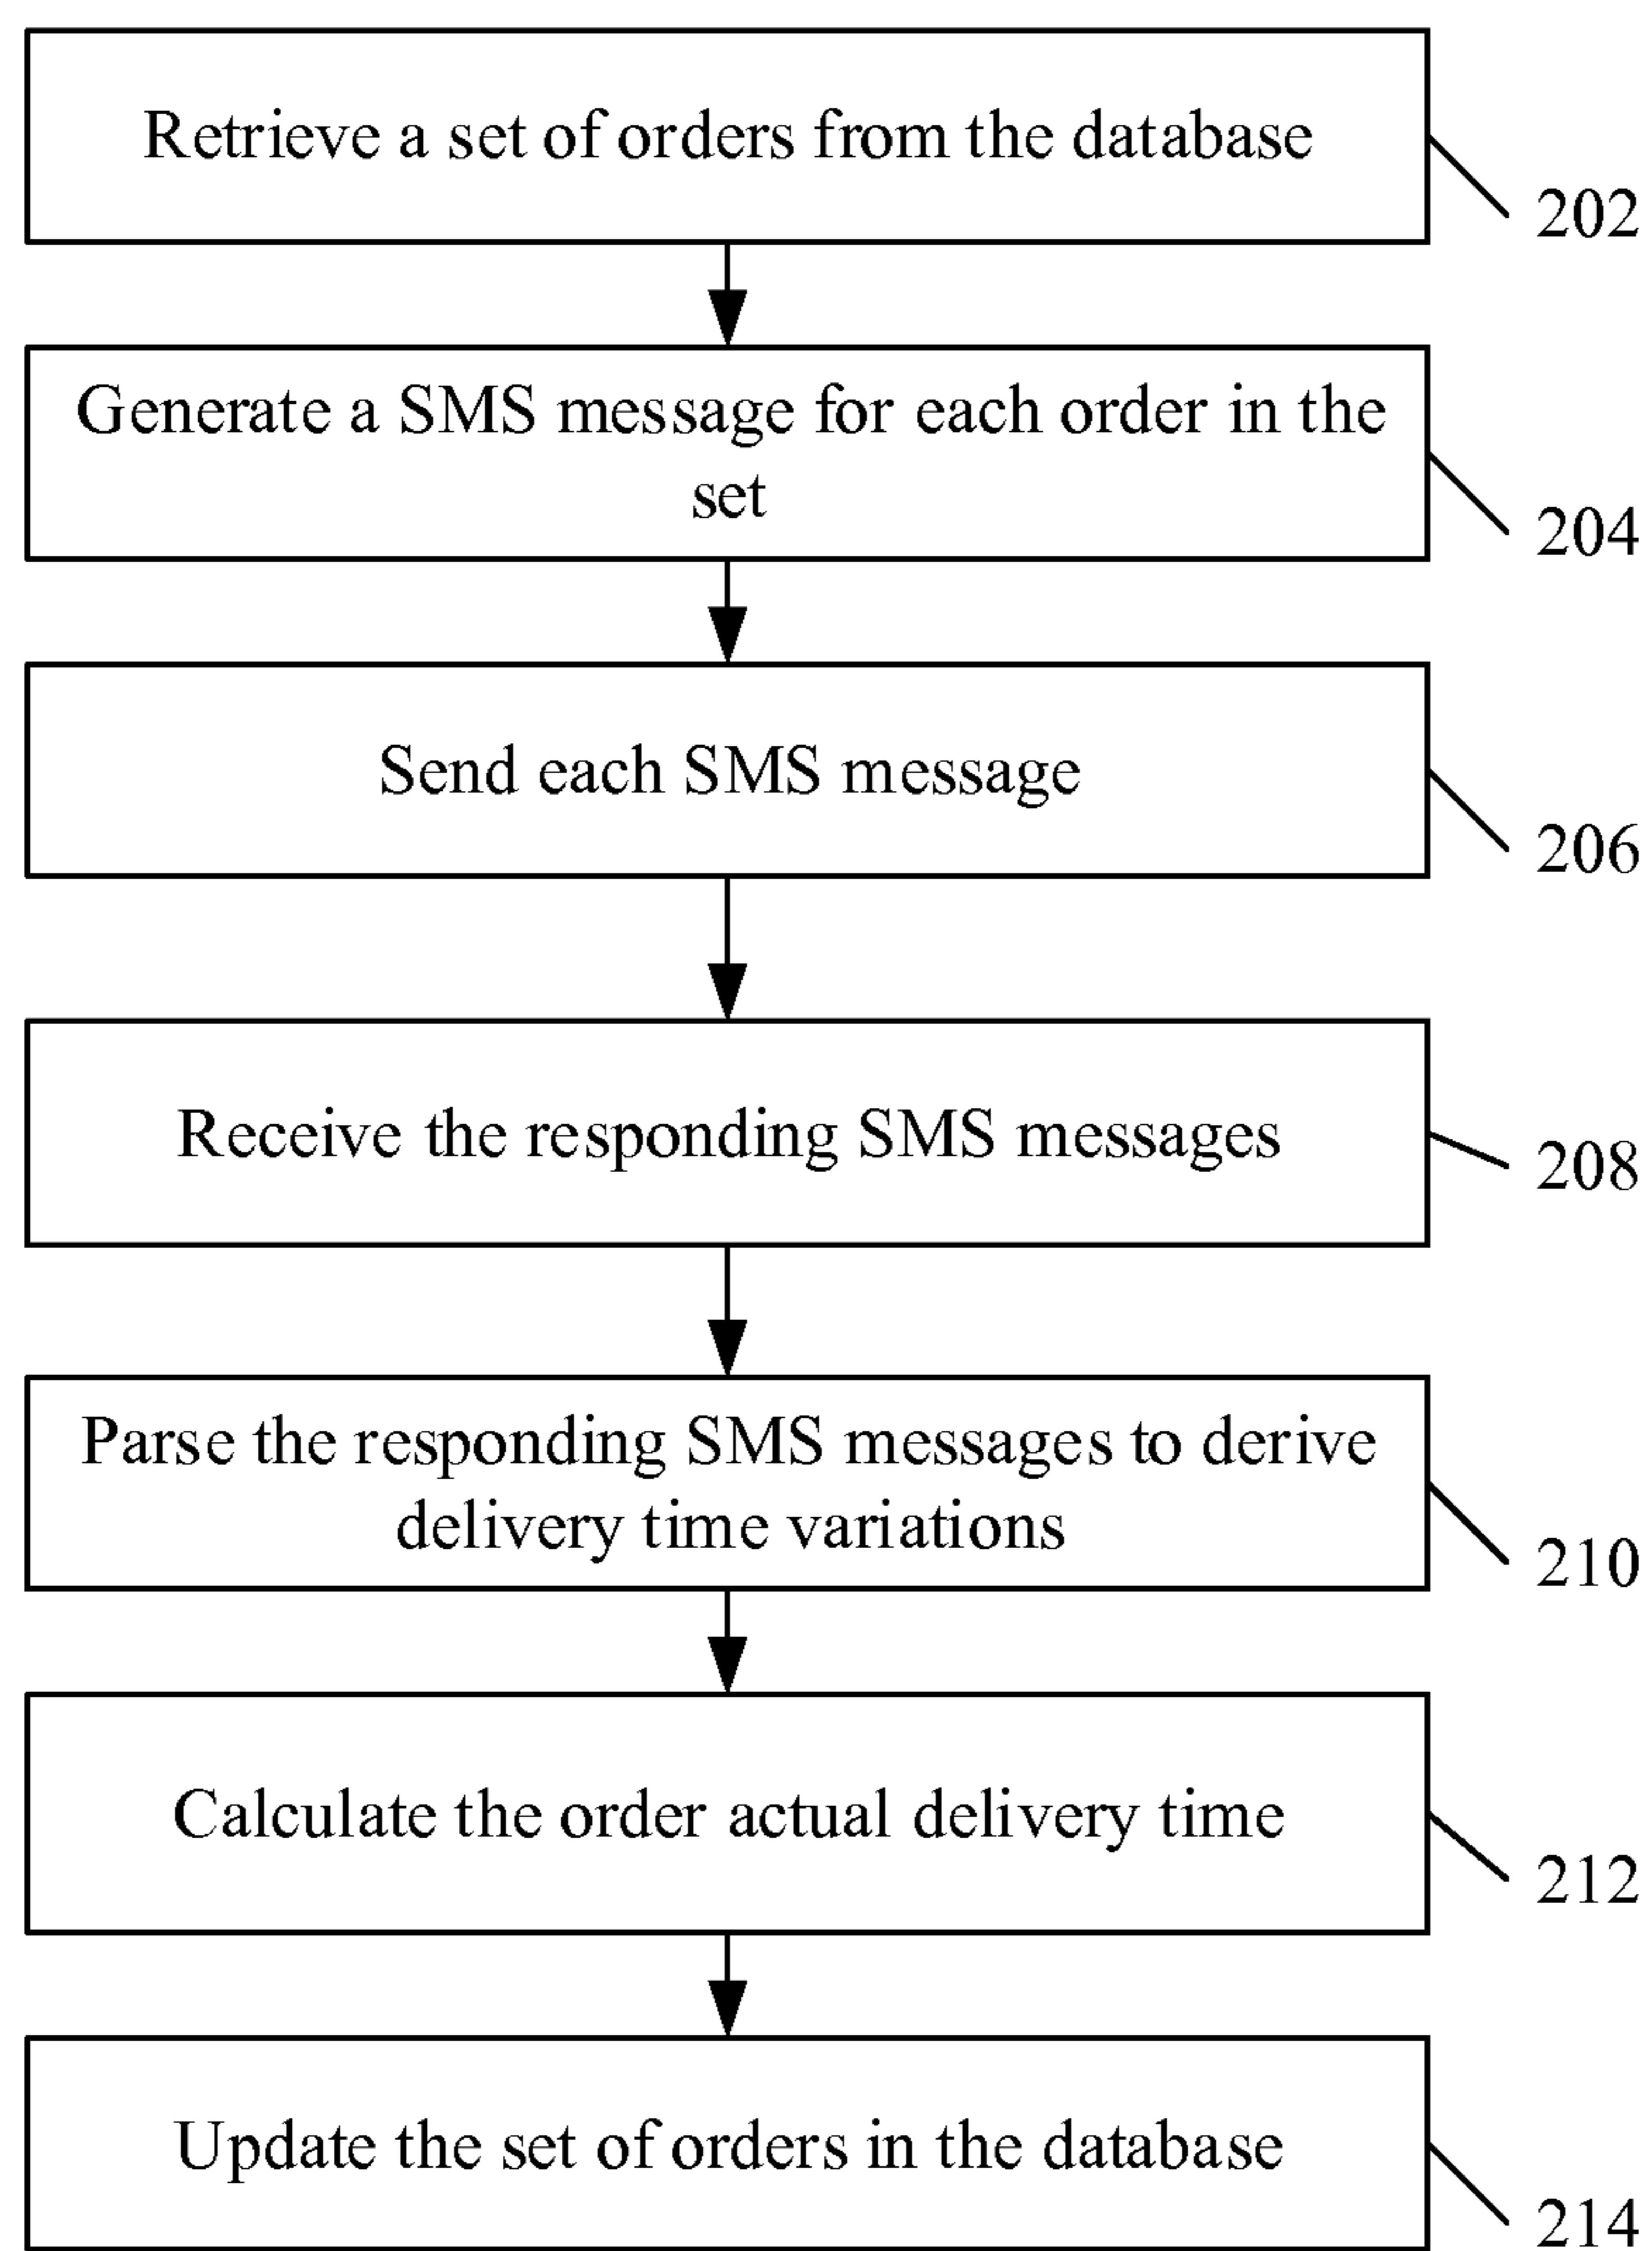 Retrieve a set of orders from the database
202
Generate a SMS message for each order in the
set
204
Send each SMS message
206
Receive the responding SMS messages
208
Parse the responding SMS messages to derive
delivery time variations
210
Calculate the order actual delivery time
212
Update the set of orders in the database
214